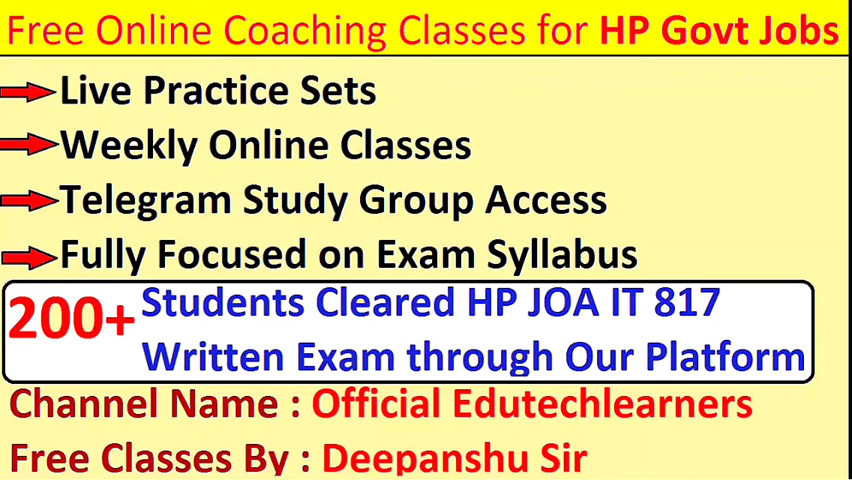 Free Online Coaching Classes for HP Govt Jobs
Live Practice Sets
Weekly Online Classes
Telegram Study Group Access
Fully Focused on Exam Syllabus
200+ Students Cleared HP JOA IT 817
Written Exam through Our Platform
Channel Name : Official Edutechlearners
Free Classes By : Deepanshu Sir